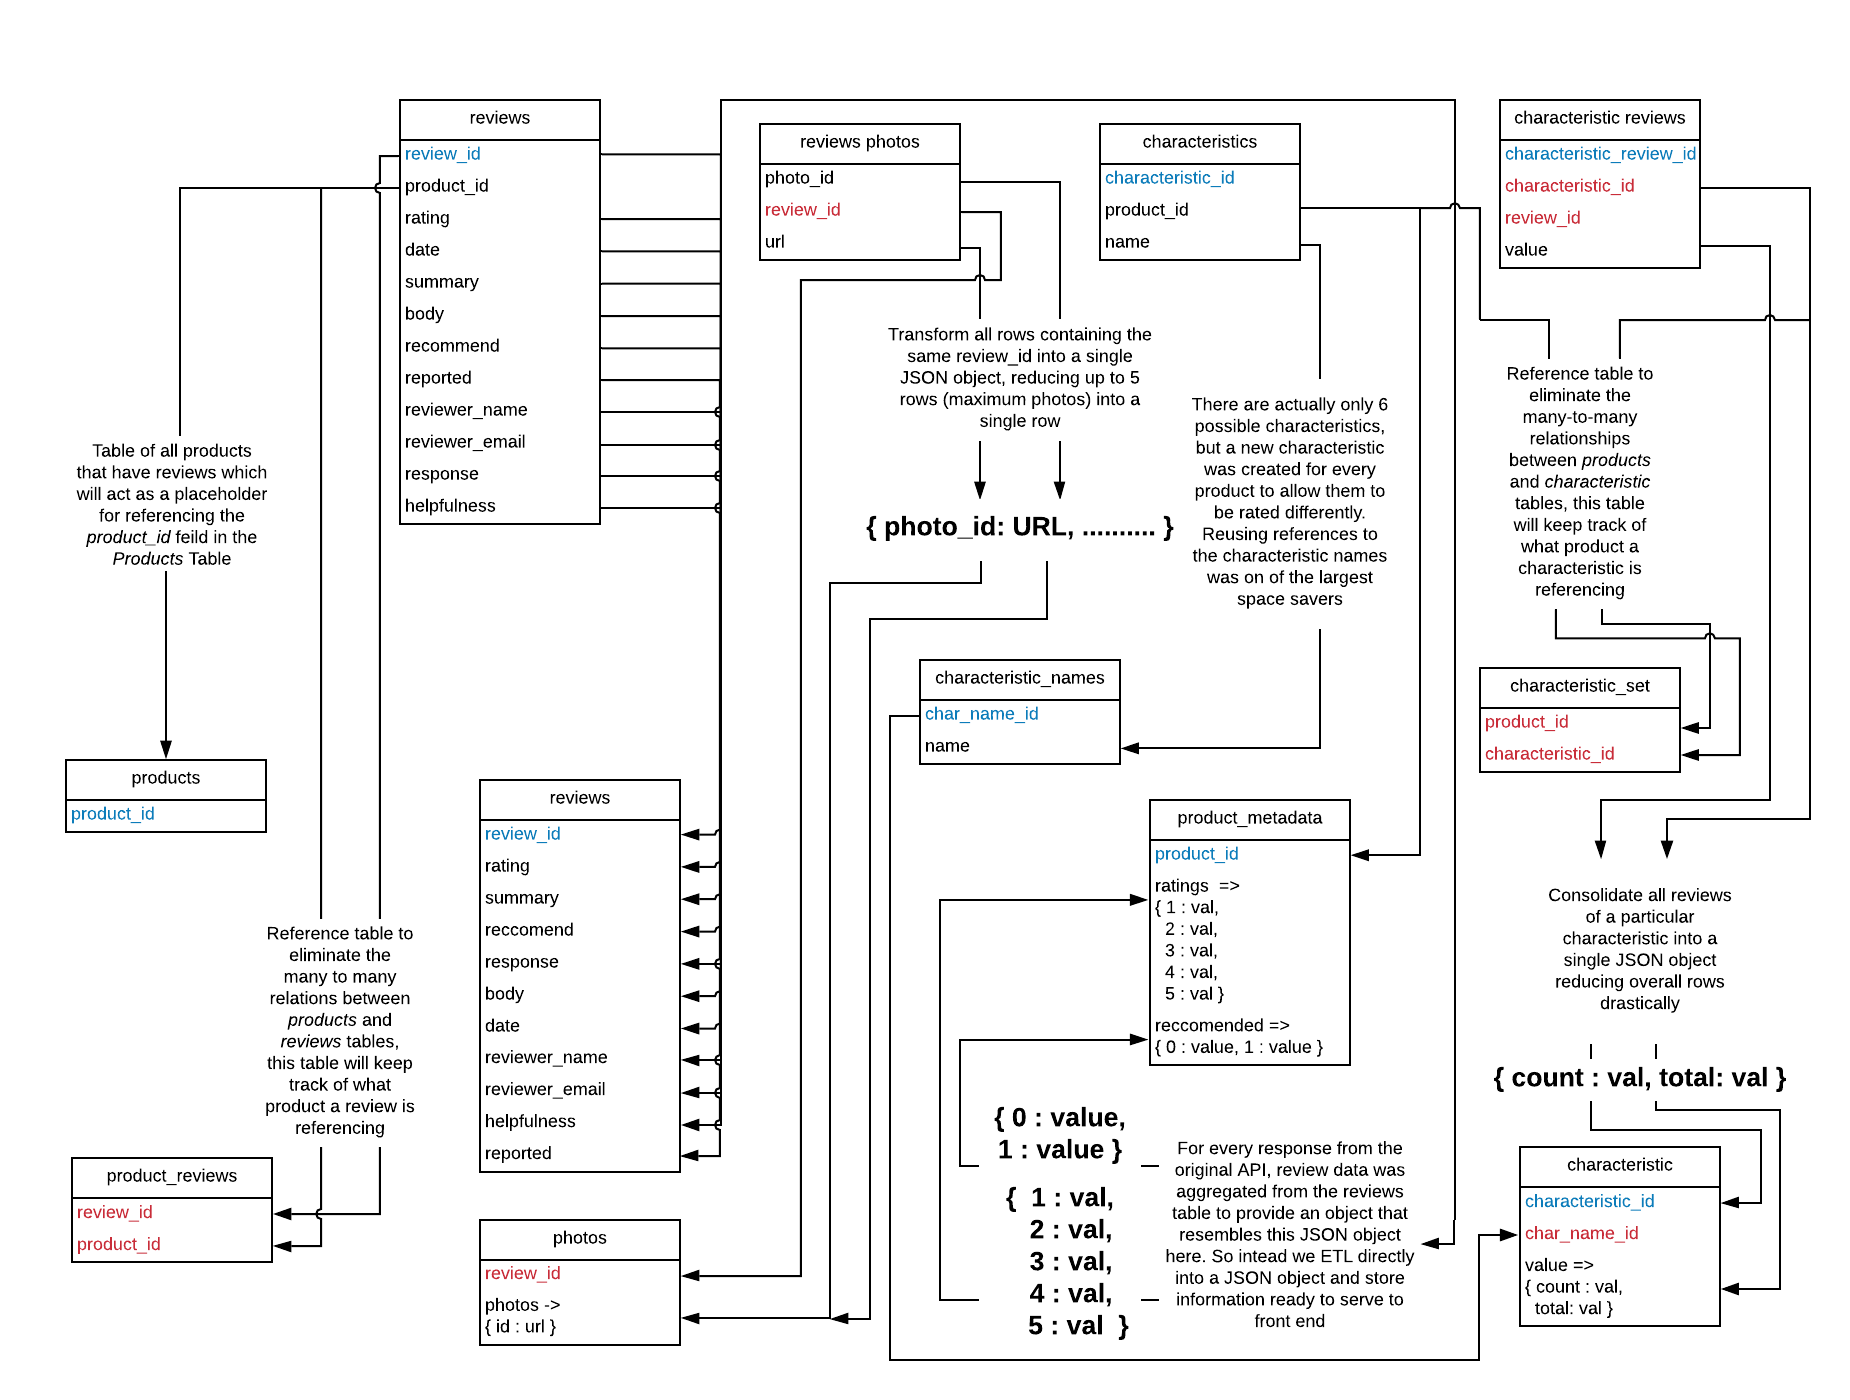 reviews
review_id
product_id
rating
date
summary
body
recommend
reported
reviewer_name
reviewer_email
response
helpfulness
reviews photos
photo_id
review_id
url
characteristics
characteristic_id
product_id
name
characteristic reviews
characteristic_review_id
characteristic_id
review_id
value
Table of all products
that have reviews which
will act as a placeholder
for referencing the
product_id feild in the
Products Table
Transform all rows containing the
same review_id into a single
JSON object, reducing up to 5
rows (maximum photos) into a
single row
{ photo_id: URL, .......... }
There are actually only 6
possible characteristics,
but a new characteristic
was created for every
product to allow them to
be rated differently.
Reusing references to
the characteristic names
was on of the largest
space savers
Reference table to
eliminate the
many-to-many
relationships
between products
and characteristic
tables, this table
will keep track of
what product a
characteristic is
referencing
characteristic_names
char_name_id
name
characteristic_set
product_id
characteristic_id
products
product_id
reviews
review_id
rating
summary
reccomend
response
body
date
reviewer_name
reviewer_email
helpfulness
reported
product_metadata
product_id
ratings =>
{ 1 : val,
2 : val,
3 : val,
4 : val,
5 : val }
reccomended =>
{ 0 : value, 1 : value }
Consolidate all reviews
of a particular
characteristic into a
single JSON object
reducing overall rows
drastically
{ count : val, total: val }
Reference table to
eliminate the
many to many
relations between
products and
reviews tables,
this table will keep
track of what
product a review is
referencing
product_reviews
review_id
product_id
photos
review_id
photos ->
{ id : url }
{ 0 : value,
1 : value }
{ 1 : val,
2 : val,
3 : val,
4 : val,
5 : val }
For every response from the
original API, review data was
aggregated from the reviews
table to provide an object that
resembles this JSON object
here. So intead we ETL directly
into a JSON object and store
information ready to serve to
front end
characteristic
characteristic_id
char_name_id
value =>
{ count : val,
total: val }